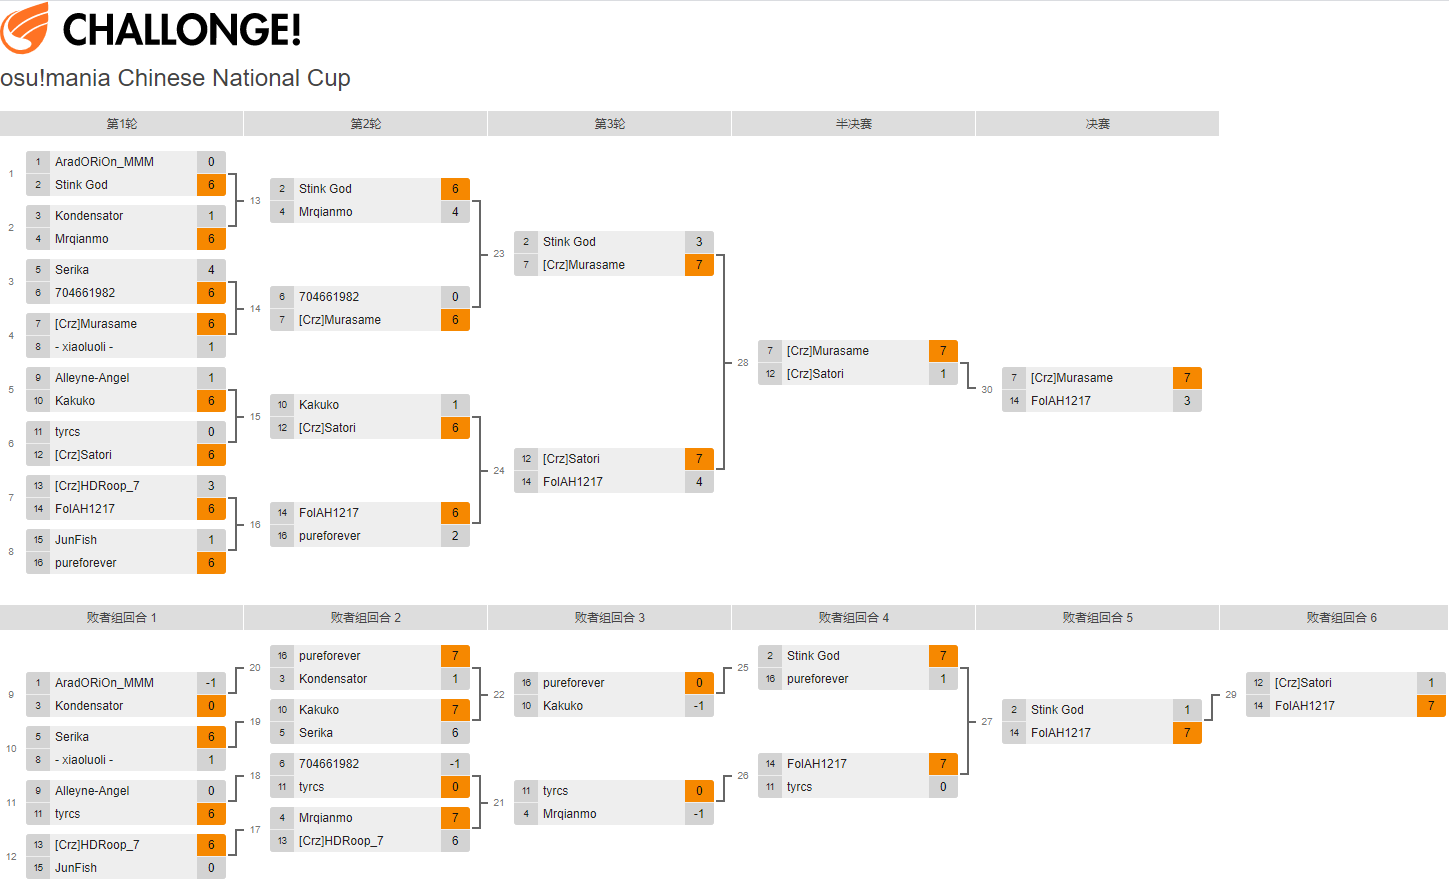 CHALLONGE!
osu!mania Chinese National Cup
第1轮 第2轮 第3轮 半决赛 决赛
1
1 AradORiOn_MMM 0
2 Stink God 6
2
3 Kondensator 1
4 Mrqianmo 6
3
5 Serika 4
6 704661982 6
4
7 [Crz]Murasame 6
8 - xiaoluoli - 1
5
9 Alleyne-Angel 1
10 Kakuko 6
6
11 tyrcs 0
12 [Crz]Satori 6
7
13 [Crz]HDRoop_7 3
14 FolAH1217 6
8
15 JunFish 1
16 pureforever 6
13
2 Stink God 6
4 Mrqianmo 4
14
6 704661982 0
7 [Crz]Murasame 6
15
10 Kakuko 1
12 [Crz]Satori 6
16
14 FolAH1217 6
16 pureforever 2
23
2 Stink God 3
7 [Crz]Murasame 7
24
12 [Crz]Satori 7
14 FolAH1217 4
28
7 [Crz]Murasame 7
12 [Crz]Satori 1
30
7 [Crz]Murasame 7
14 FolAH1217 3
败者组回合 1 败者组回合 2 败者组回合 3 败者组回合 4 败者组回合 5 败者组回合 6
9
1 AradORiOn_MMM -1
3 Kondensator 0
10
5 Serika 6
8 - xiaoluoli - 1
11
9 Alleyne-Angel 0
11 tyrcs 6
12
13 [Crz]HDRoop_7 6
15 JunFish 0
20
16 pureforever 7
3 Kondensator 1
19
10 Kakuko 7
5 Serika 6
18
6 704661982 -1
11 tyrcs 0
17
4 Mrqianmo 7
13 [Crz]HDRoop_7 6
22
16 pureforever 0
10 Kakuko -1
21
11 tyrcs 0
4 Mrqianmo -1
25
2 Stink God 7
16 pureforever 1
26
14 FolAH1217 7
11 tyrcs 0
27
2 Stink God 1
14 FolAH1217 7
29
12 [Crz]Satori 1
14 FolAH1217 7